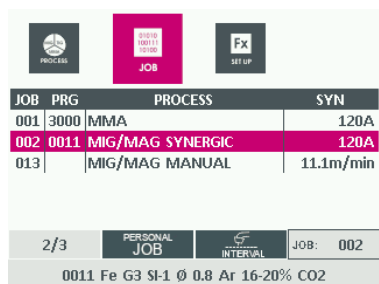 01010
100111
10100
Fx
PROCESS
JOB
SET UP
JOB PRG PROCESS SYN
001 3000 MMA 120A
002 0011 MIG/MAG SYNERGIC 120A
013 MIG/MAG MANUAL 11.1m/min
2/3
PERSONAL
JOB
INTERVAL
JOB: 002
0011 Fe G3 SI-1 Ø 0.8 Ar 16-20% CO2